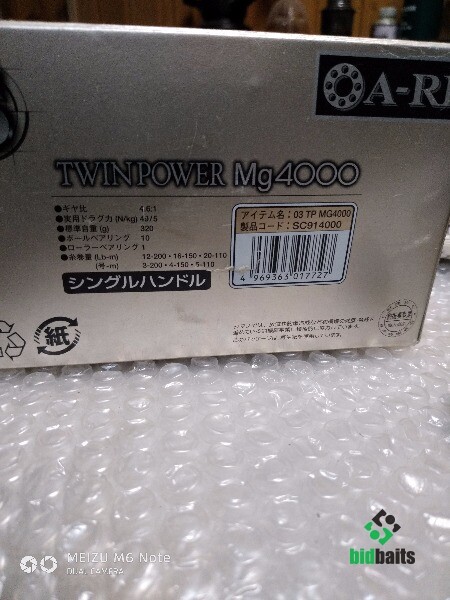 A-R
TWINPOWER Mg4000
●ギヤ比 4.6:1
●実用ドラグ力 (N/kg) 49/5
●標準自重 (g) 320
●ボールベアリング 10
●ローラーベアリング 1
●糸巻量 (Lb-m) 12-200・16-150・20-110
(号-m) 3-200・4-150・5-110
シングルハンドル
アイテム名：03 TP MG4000
製品コード：SC914000
4 969363 017727
紙
MEIZU M6 Note
DUAL CAMERA
bidbaits